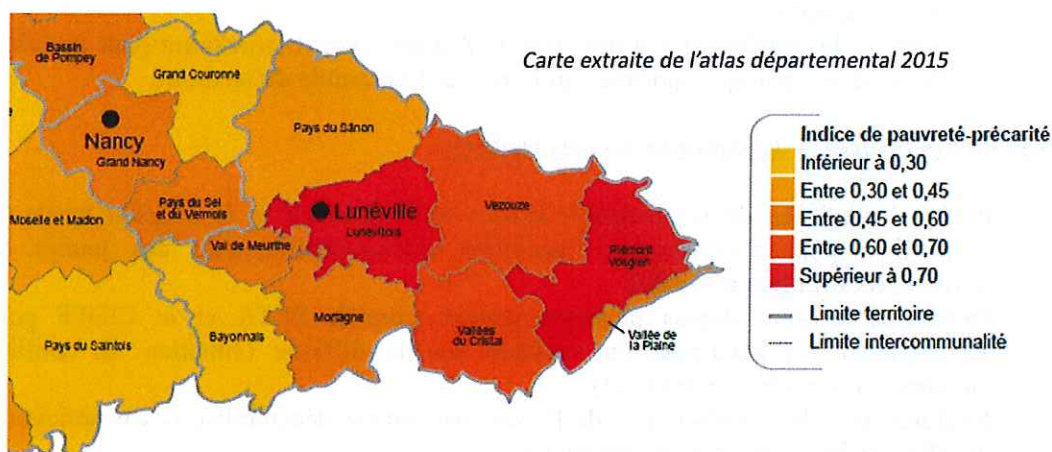 Carte extraite de l'atlas départemental 2015
Bassin
de Pompey
Grand Couronné
Nancy
Grand Nancy
Pays du Sânon
Moselle et Madon
Pays du Sel
et du Vermois
Lunéville
Lunévillois
Vezouze
Val de Meurthe
Piémont
Vosgien
Mortagne
Bayonnais
Pays du Saintois
Vallées
du Cristal
Vallée de
la Plaine
Indice de pauvreté-précarité
Inférieur à 0,30
Entre 0,30 et 0,45
Entre 0,45 et 0,60
Entre 0,60 et 0,70
Supérieur à 0,70
Limite territoire
Limite intercommunalité